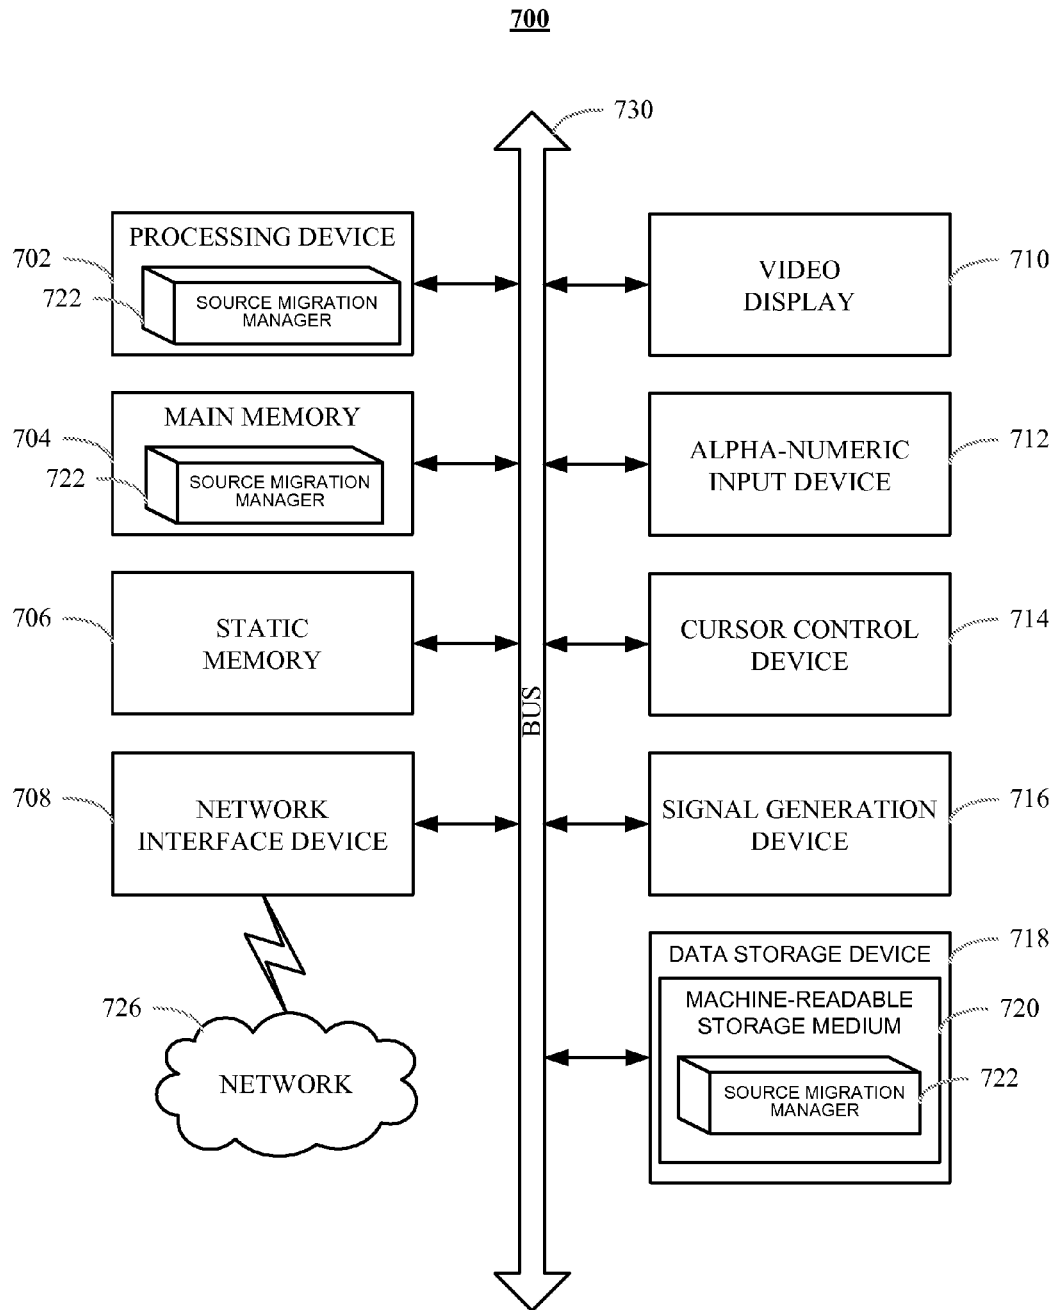 700
730
PROCESSING DEVICE
702
722
SOURCE MIGRATION
MANAGER
VIDEO
DISPLAY
710
MAIN MEMORY
704
722
SOURCE MIGRATION
MANAGER
ALPHA-NUMERIC
INPUT DEVICE
712
706
STATIC
MEMORY
CURSOR CONTROL
DEVICE
714
BUS
708
NETWORK
INTERFACE DEVICE
SIGNAL GENERATION
DEVICE
716
726
NETWORK
DATA STORAGE DEVICE
718
MACHINE-READABLE
STORAGE MEDIUM
720
SOURCE MIGRATION
MANAGER
722